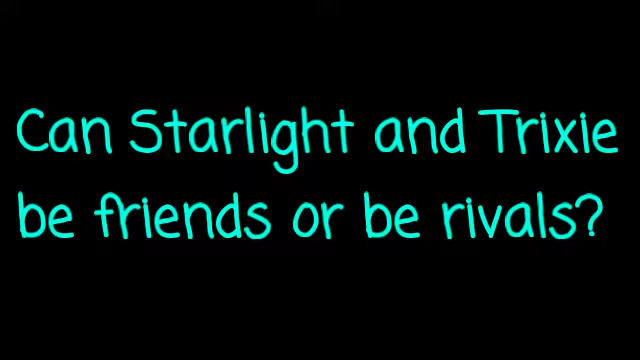 Can Starlight and Trixie
be friends or be rivals?